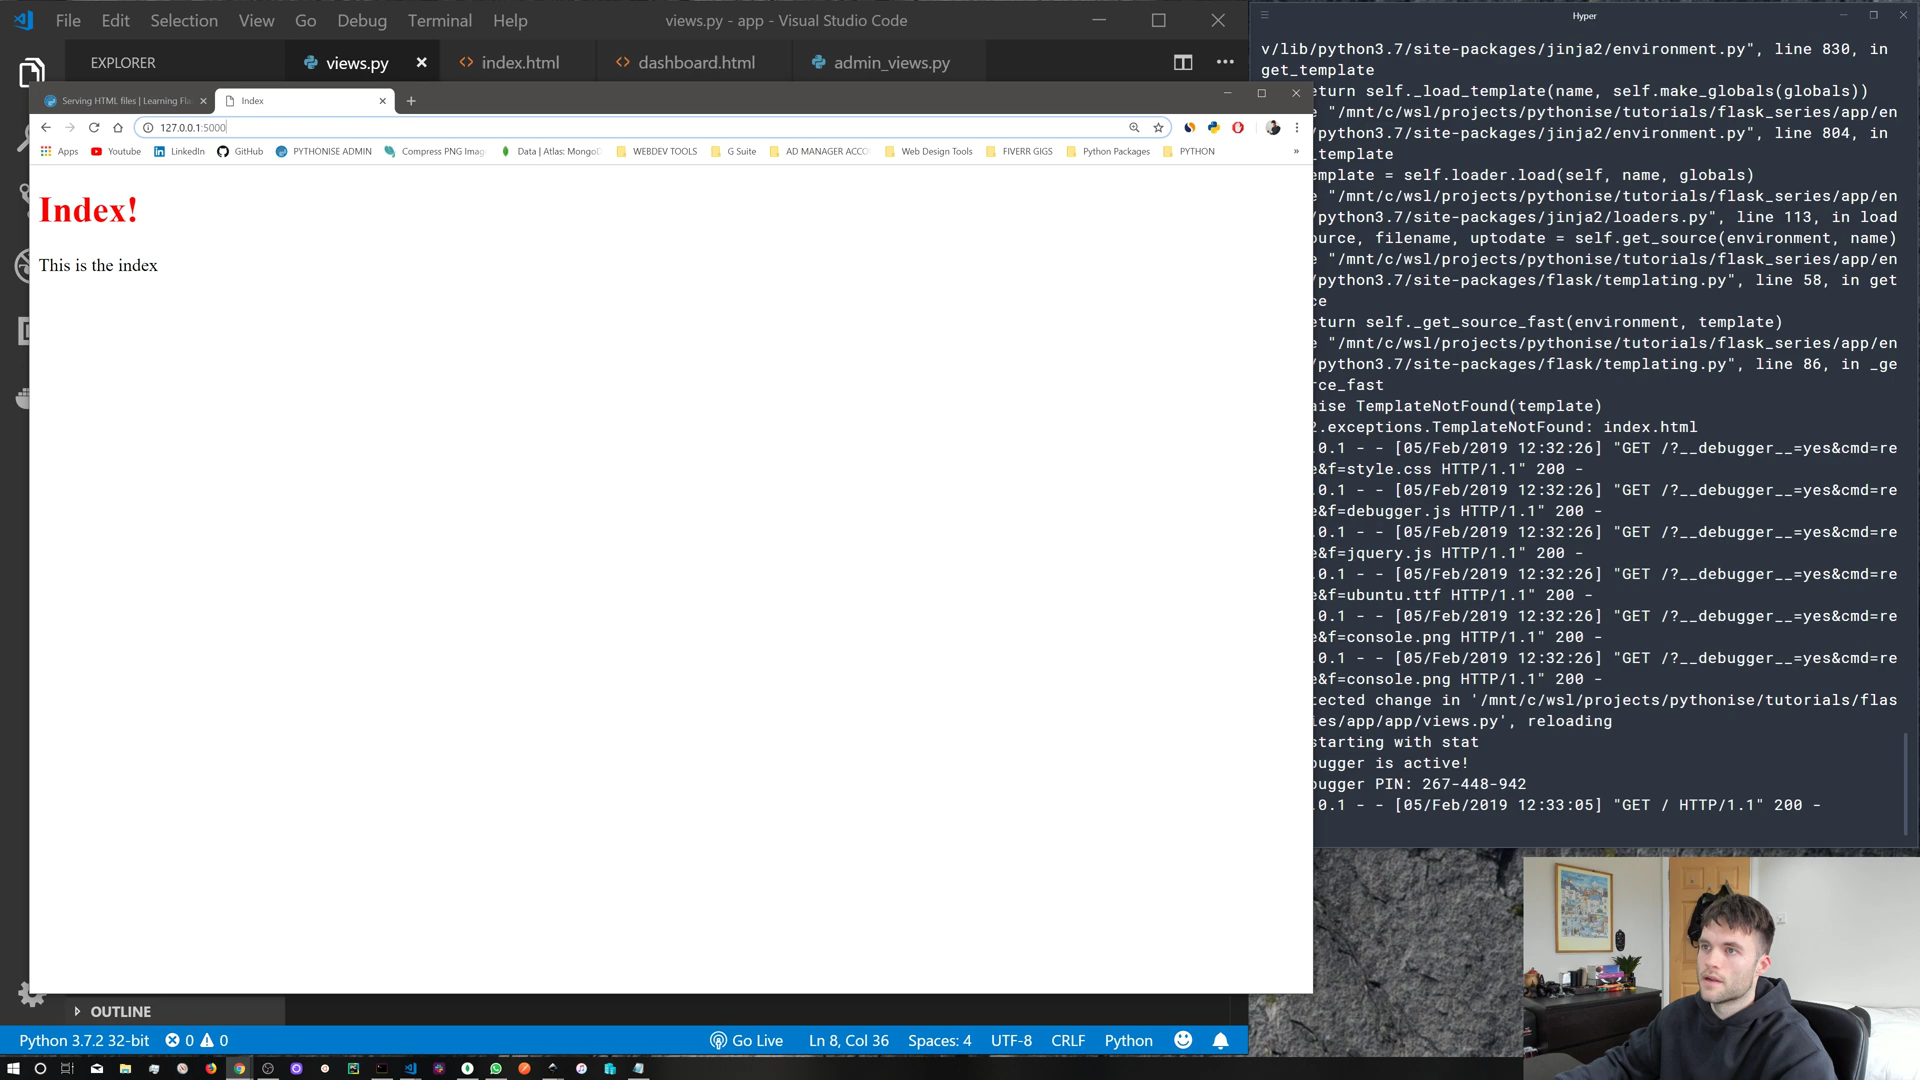 File Edit Selection View Go Debug Terminal Help
views.py - app - Visual Studio Code
EXPLORER
views.py
index.html
dashboard.html
admin_views.py
Serving HTML files | Learning Fla
Index
127.0.0.1:5000
Apps Youtube LinkedIn GitHub PYTHONISE ADMIN Compress PNG Imag Data | Atlas: MongoD WEBDEV TOOLS G Suite AD MANAGER ACCO Web Design Tools FIVERR GIGS Python Packages PYTHON »
Index!
This is the index
OUTLINE
Python 3.7.2 32-bit 0 0 Go Live Ln 8, Col 36 Spaces: 4 UTF-8 CRLF Python
Hyper
v/lib/python3.7/site-packages/jinja2/environment.py", line 830, in
get_template
eturn self._load_template(name, self.make_globals(globals))
e "/mnt/c/wsl/projects/pythonise/tutorials/flask_series/app/en
/python3.7/site-packages/jinja2/environment.py", line 804, in
_template
emplate = self.loader.load(self, name, globals)
e "/mnt/c/wsl/projects/pythonise/tutorials/flask_series/app/en
/python3.7/site-packages/jinja2/loaders.py", line 113, in load
ource, filename, uptodate = self.get_source(environment, name)
e "/mnt/c/wsl/projects/pythonise/tutorials/flask_series/app/en
/python3.7/site-packages/flask/templating.py", line 58, in get
ce
eturn self._get_source_fast(environment, template)
e "/mnt/c/wsl/projects/pythonise/tutorials/flask_series/app/en
/python3.7/site-packages/flask/templating.py", line 86, in _ge
rce_fast
aise TemplateNotFound(template)
2.exceptions.TemplateNotFound: index.html
.0.1 - - [05/Feb/2019 12:32:26] "GET /?__debugger__=yes&cmd=re
e&f=style.css HTTP/1.1" 200 -
.0.1 - - [05/Feb/2019 12:32:26] "GET /?__debugger__=yes&cmd=re
e&f=debugger.js HTTP/1.1" 200 -
.0.1 - - [05/Feb/2019 12:32:26] "GET /?__debugger__=yes&cmd=re
e&f=jquery.js HTTP/1.1" 200 -
.0.1 - - [05/Feb/2019 12:32:26] "GET /?__debugger__=yes&cmd=re
e&f=ubuntu.ttf HTTP/1.1" 200 -
.0.1 - - [05/Feb/2019 12:32:26] "GET /?__debugger__=yes&cmd=re
e&f=console.png HTTP/1.1" 200 -
.0.1 - - [05/Feb/2019 12:32:26] "GET /?__debugger__=yes&cmd=re
e&f=console.png HTTP/1.1" 200 -
tected change in '/mnt/c/wsl/projects/pythonise/tutorials/flas
ies/app/app/views.py', reloading
starting with stat
bugger is active!
bugger PIN: 267-448-942
.0.1 - - [05/Feb/2019 12:33:05] "GET / HTTP/1.1" 200 -